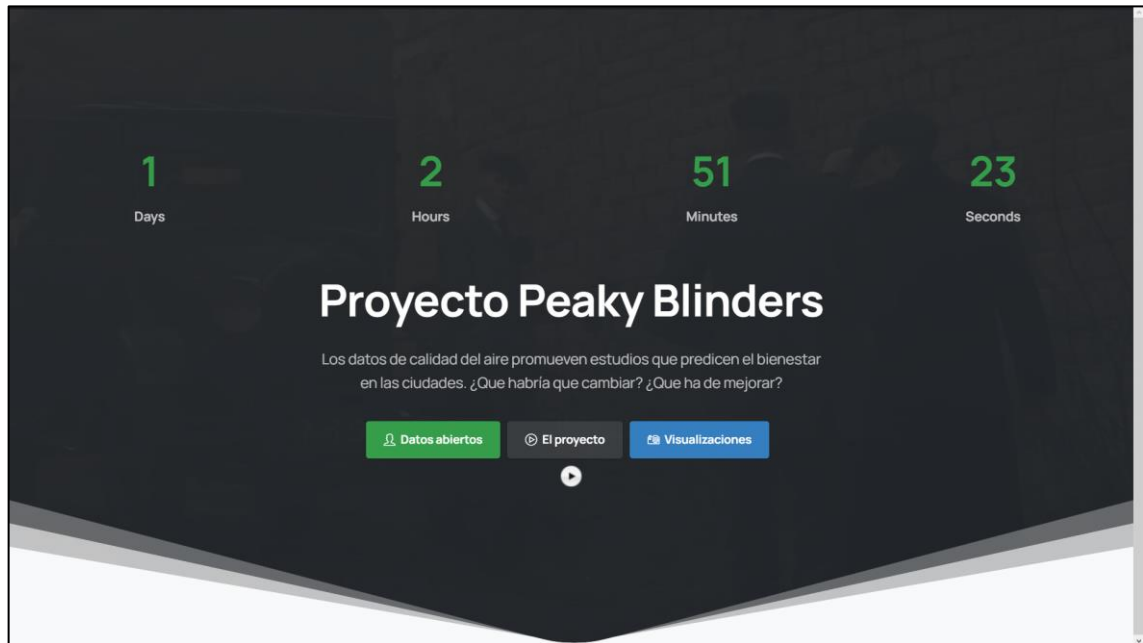 1 2 51 23
Days Hours Minutes Seconds
Proyecto Peaky Blinders
Los datos de calidad del aire promueven estudios que predicen el bienestar
en las ciudades. ¿Que habría que cambiar? ¿Que ha de mejorar?
Datos abiertos El proyecto Visualizaciones